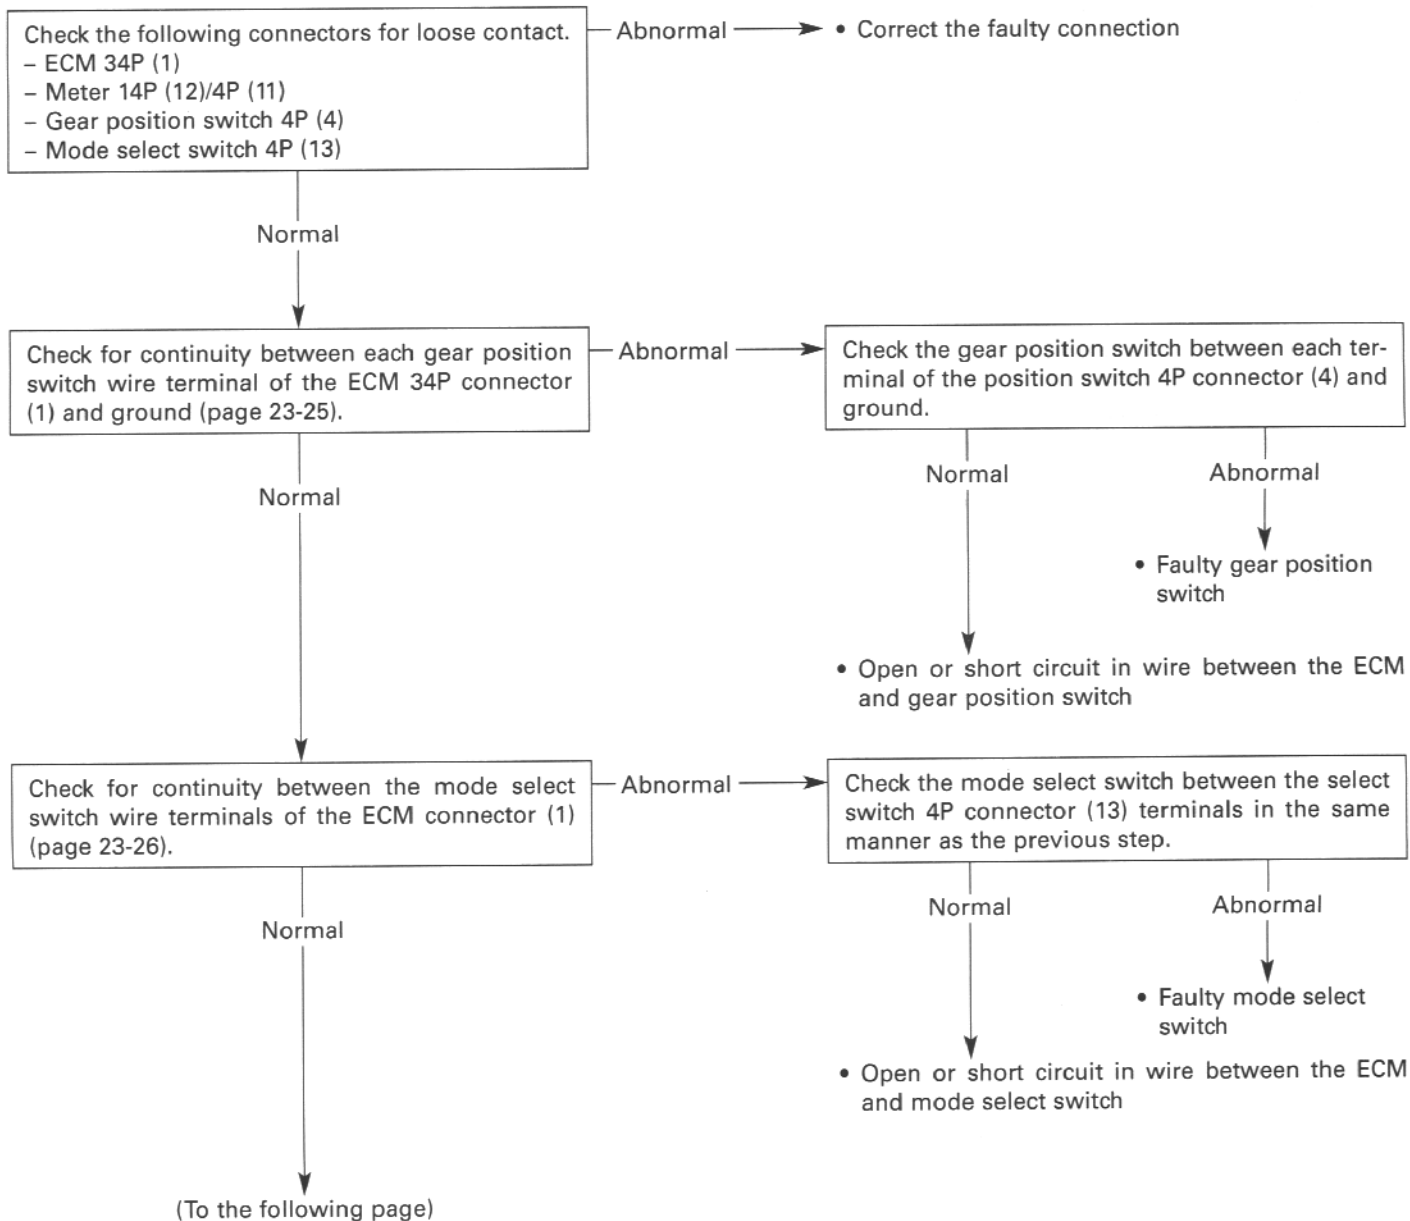 Check the following connectors for loose contact.
– ECM 34P (1)
– Meter 14P (12)/4P (11)
– Gear position switch 4P (4)
– Mode select switch 4P (13)
Abnormal
• Correct the faulty connection
Normal
Check for continuity between each gear position
switch wire terminal of the ECM 34P connector
(1) and ground (page 23-25).
Abnormal
Check the gear position switch between each ter-
minal of the position switch 4P connector (4) and
ground.
Normal
Abnormal
• Faulty gear position
switch
• Open or short circuit in wire between the ECM
and gear position switch
Normal
Check for continuity between the mode select
switch wire terminals of the ECM connector (1)
(page 23-26).
Abnormal
Check the mode select switch between the select
switch 4P connector (13) terminals in the same
manner as the previous step.
Normal
Abnormal
• Faulty mode select
switch
• Open or short circuit in wire between the ECM
and mode select switch
Normal
(To the following page)